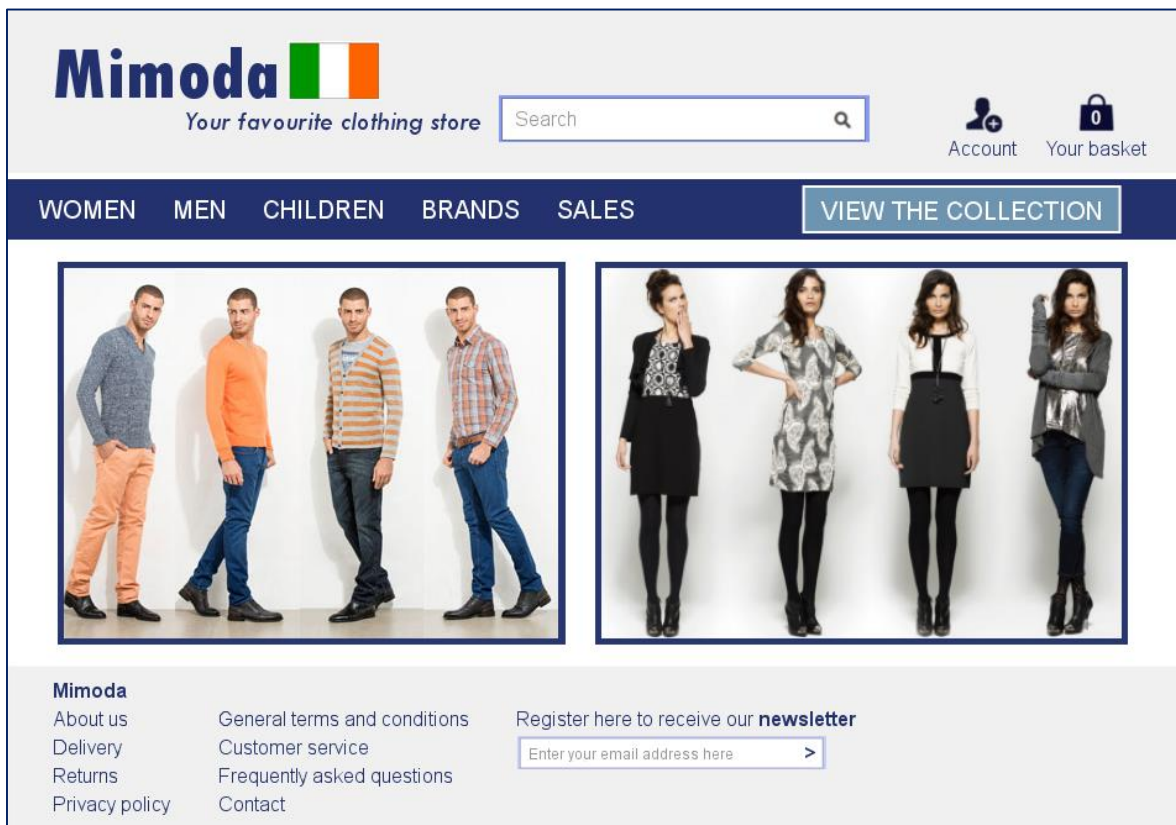 Mimoda
Your favourite clothing store
Search
Account
0
Your basket
WOMEN MEN CHILDREN BRANDS SALES VIEW THE COLLECTION
Mimoda
About us
Delivery
Returns
Privacy policy
General terms and conditions
Customer service
Frequently asked questions
Contact
Register here to receive our newsletter
Enter your email address here >